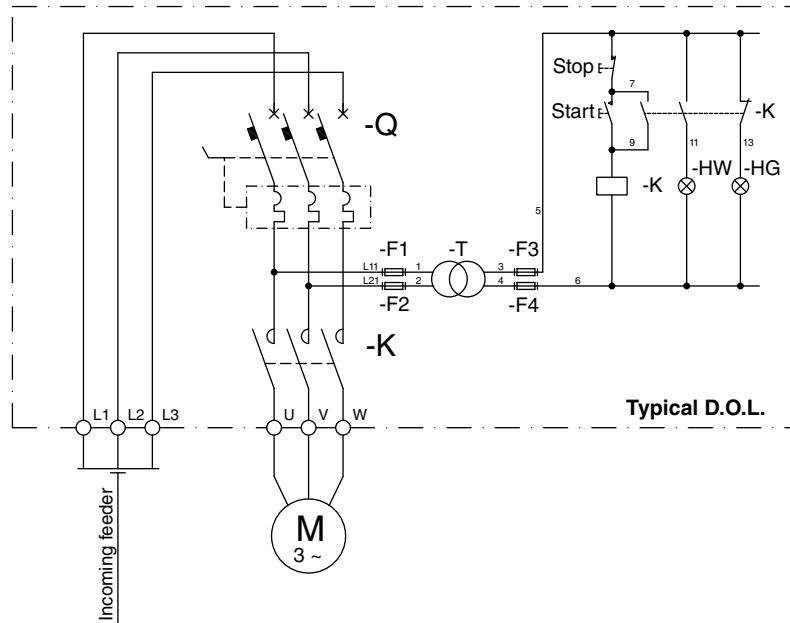 Stop
7
Start
-K
-Q
9
11
13
-K
-HW
-HG
5
-F1
-T
-F3
L11
1
3
L21
2
4
6
-F2
-F4
-K
Typical D.O.L.
L1
L2
L3
U
V
W
M
3 ~
Incoming feeder